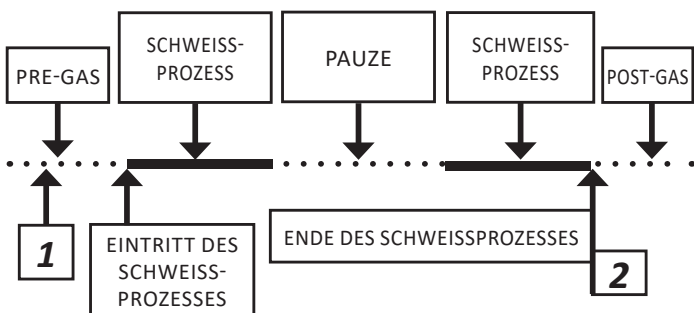 PRE-GAS
SCHWEISS-
PROZESS
PAUZE
SCHWEISS-
PROZESS
POST-GAS
1
EINTRITT DES
SCHWEISS-
PROZESSES
ENDE DES SCHWEISSPROZESSES
2